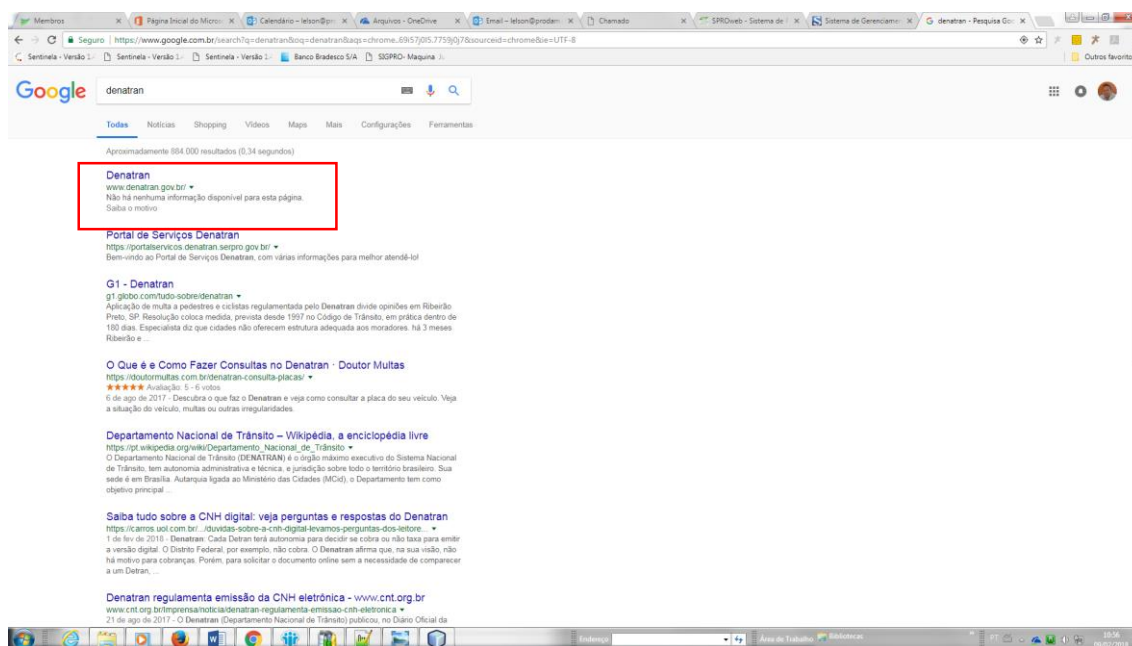 Membros
Página Inicial do Micros
Calendário – lelson@pr
Arquivos - OneDrive
Email – lelson@prodem
Chamado
SPROweb - Sistema de
Sistema de Gerenciame
denatran - Pesquisa Go
Seguro | https://www.google.com.br/search?q=denatran&oq=denatran&aqs=chrome..69i57j0l5.7759j0j7&sourceid=chrome&ie=UTF-8
Sentinela - Versão 1.
Sentinela - Versão 1.
Sentinela - Versão 1.
Banco Bradesco S/A
SIGPRO- Maquina
Outros favorito
Google
denatran
Todas Notícias Shopping Vídeos Maps Mais Configurações Ferramentas
Aproximadamente 884.000 resultados (0,34 segundos)
Denatran
www.denatran.gov.br/
Não há nenhuma informação disponível para esta página.
Saiba o motivo
Portal de Serviços Denatran
https://portalservicos.denatran.serpro.gov.br/
Bem-vindo ao Portal de Serviços Denatran, com várias informações para melhor atendê-lo!
G1 - Denatran
g1.globo.com/tudo-sobre/denatran
Aplicação de multa a pedestres e ciclistas regulamentada pelo Denatran divide opiniões em Ribeirão
Preto, SP. Resolução coloca medida, prevista desde 1997 no Código de Trânsito, em prática dentro de
180 dias. Especialista diz que cidades não oferecem estrutura adequada aos moradores. há 3 meses
Ribeirão e ...
O Que é e Como Fazer Consultas no Denatran · Doutor Multas
https://doutormultas.com.br/denatran-consulta-placas/
Avaliação: 5 - 6 votos
6 de ago de 2017 - Descubra o que faz o Denatran e veja como consultar a placa do seu veículo. Veja
a situação do veículo, multas ou outras irregularidades.
Departamento Nacional de Trânsito – Wikipédia, a enciclopédia livre
https://pt.wikipedia.org/wiki/Departamento_Nacional_de_Trânsito
O Departamento Nacional de Trânsito (DENATRAN) é o órgão máximo executivo do Sistema Nacional
de Trânsito, tem autonomia administrativa e técnica, e jurisdição sobre todo o território brasileiro. Sua
sede é em Brasília. Autarquia ligada ao Ministério das Cidades (MCid), o Departamento tem como
objetivo principal ...
Saiba tudo sobre a CNH digital: veja perguntas e respostas do Denatran
https://carros.uol.com.br/.../duvidas-sobre-a-cnh-digital-levamos-perguntas-dos-leitore...
1 de fev de 2018 - Denatran: Cada Detran terá autonomia para decidir se cobra ou não taxa para emitir
a versão digital. O Distrito Federal, por exemplo, não cobra. O Denatran afirma que, na sua visão, não
há motivo para cobranças. Porém, para solicitar o documento online sem a necessidade de comparecer
a um Detran, ...
Denatran regulamenta emissão da CNH eletrônica - www.cnt.org.br
www.cnt.org.br/Imprensa/noticia/denatran-regulamenta-emissao-cnh-eletronica
21 de ago de 2017 - O Denatran (Departamento Nacional de Trânsito) publicou, no Diário Oficial da
Endereço
Área de Trabalho
Bibliotecas
PT
10:56
09/02/2018